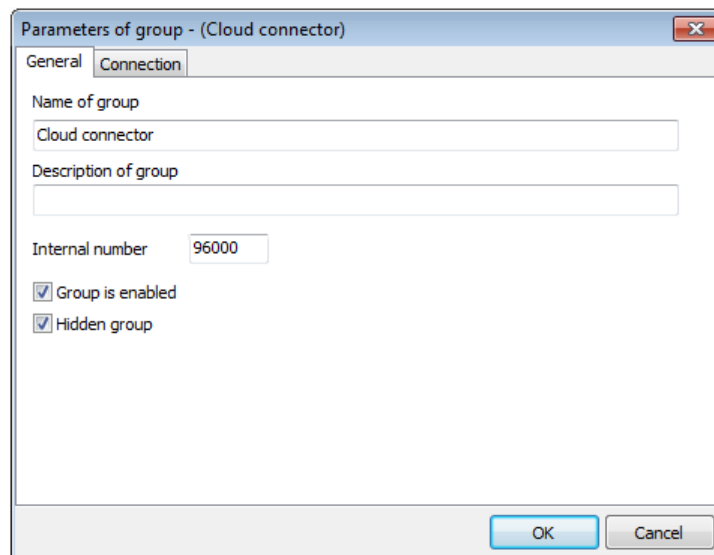 Parameters of group - (Cloud connector)
General Connection
Name of group
Cloud connector
Description of group
Internal number 96000
Group is enabled
Hidden group
OK Cancel